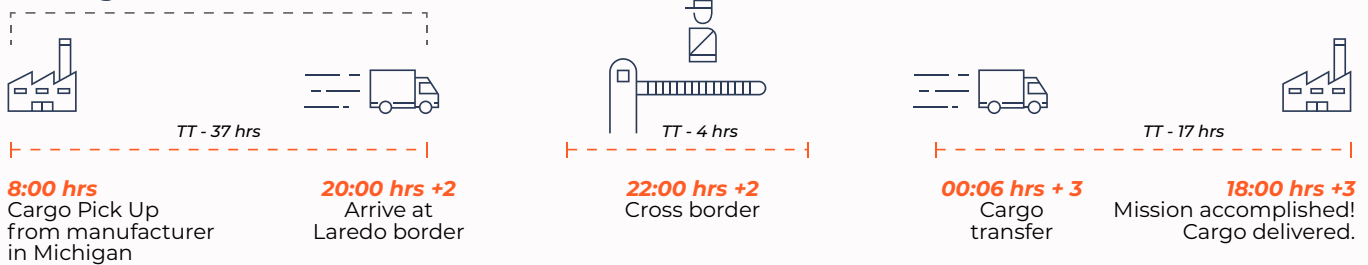 TT - 37 hrs
TT - 4 hrs
TT - 17 hrs
8:00 hrs
Cargo Pick Up
from manufacturer
in Michigan
20:00 hrs +2
Arrive at
Laredo border
22:00 hrs +2
Cross border
00:06 hrs + 3
Cargo
transfer
18:00 hrs +3
Mission accomplished!
Cargo delivered.